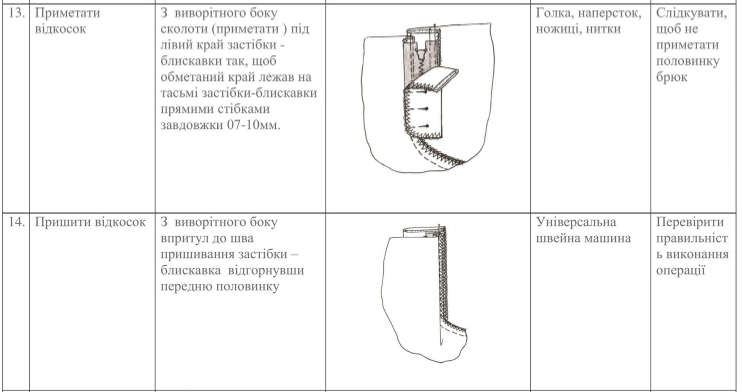 13.
Приметати
відкосок
З виворітного боку
сколоти (приметати ) під
лівий край застібки -
блискавки так, щоб
обметаний край лежав на
тасьмі застібки-блискавки
прямими стібками
завдовжки 07-10мм.
Голка, наперсток,
ножиці, нитки
Слідкувати,
щоб не
приметати
половинку
брюк
14.
Пришити відкосок
З виворітного боку
впритул до шва
пришивання застібки –
блискавка відгорнувши
передню половинку
Універсальна
швейна машина
Перевірити
правильніст
ь виконання
операції